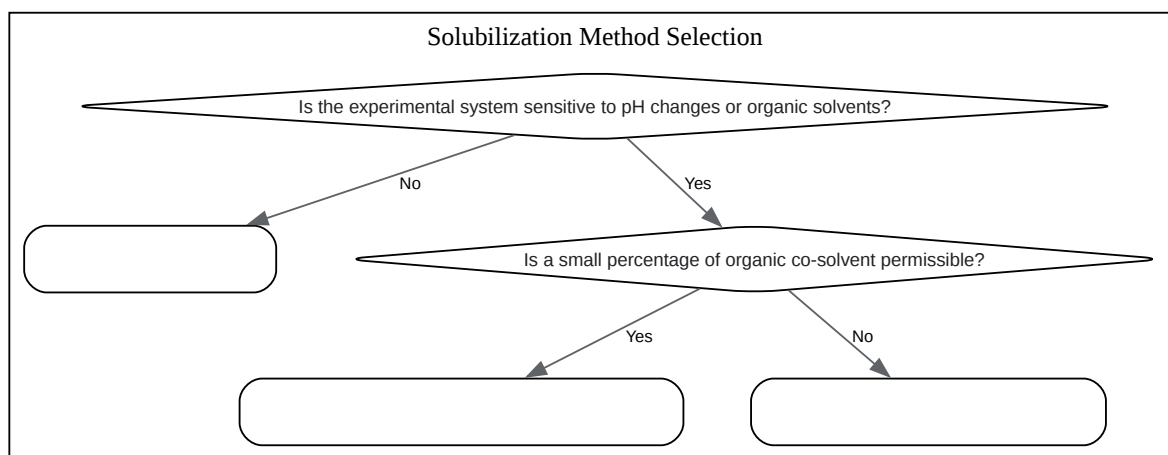 Solubilization Method Selection
Is the experimental system sensitive to pH changes or organic solvents?
No
Yes
Is a small percentage of organic co-solvent permissible?
Yes
No